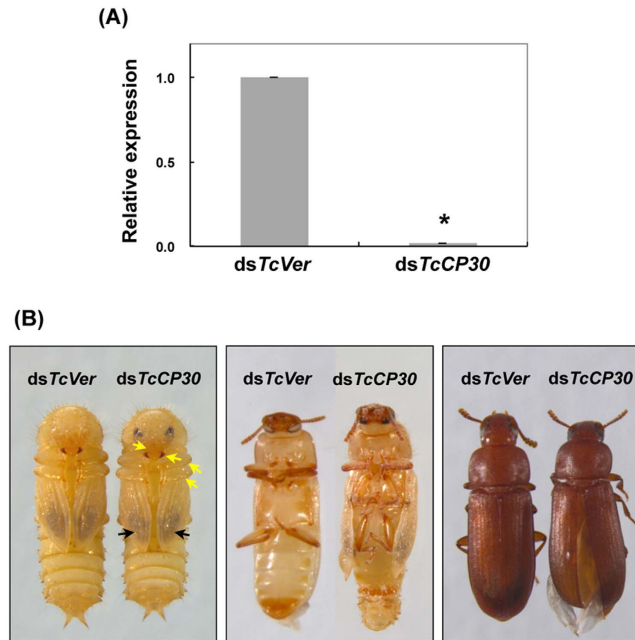 (A)
Relative expression
1.0
0.5
0.0
*
dsTcVer dsTcCP30
(B)
dsTcVer dsTcCP30
dsTcVer dsTcCP30
dsTcVer dsTcCP30